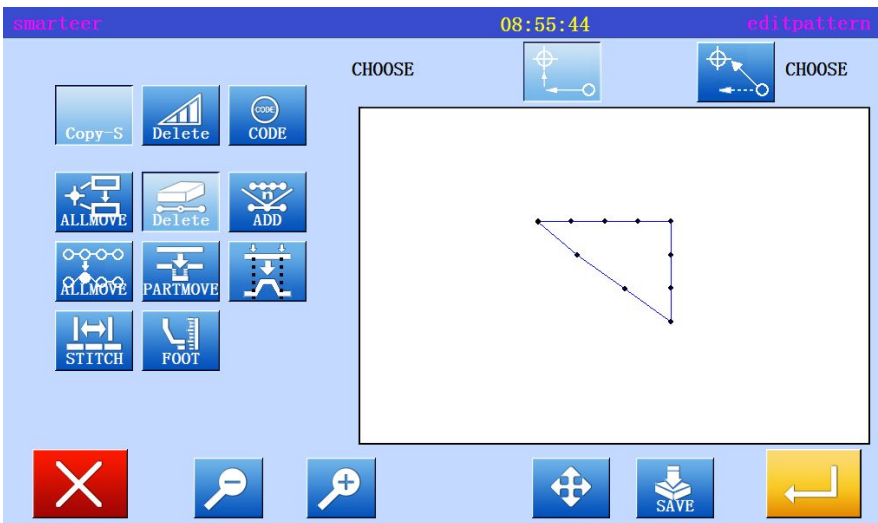 smarteer 08:55:44 editpattern
CHOOSE CHOOSE
Copy-S Delete CODE CODE
ALLMOVE Delete n ADD
ALLMOVE PARTMOVE
STITCH FOOT
SAVE